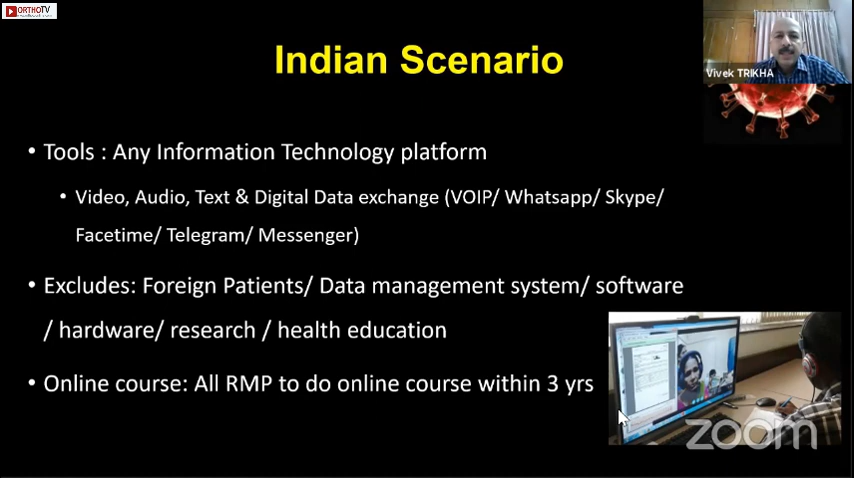 ORTHOTV
Indian Scenario
Vivek TRIKHA
• Tools : Any Information Technology platform
• Video, Audio, Text & Digital Data exchange (VOIP/ Whatsapp/ Skype/
Facetime/ Telegram/ Messenger)
• Excludes: Foreign Patients/ Data management system/ software
/ hardware/ research / health education
• Online course: All RMP to do online course within 3 yrs
zoom